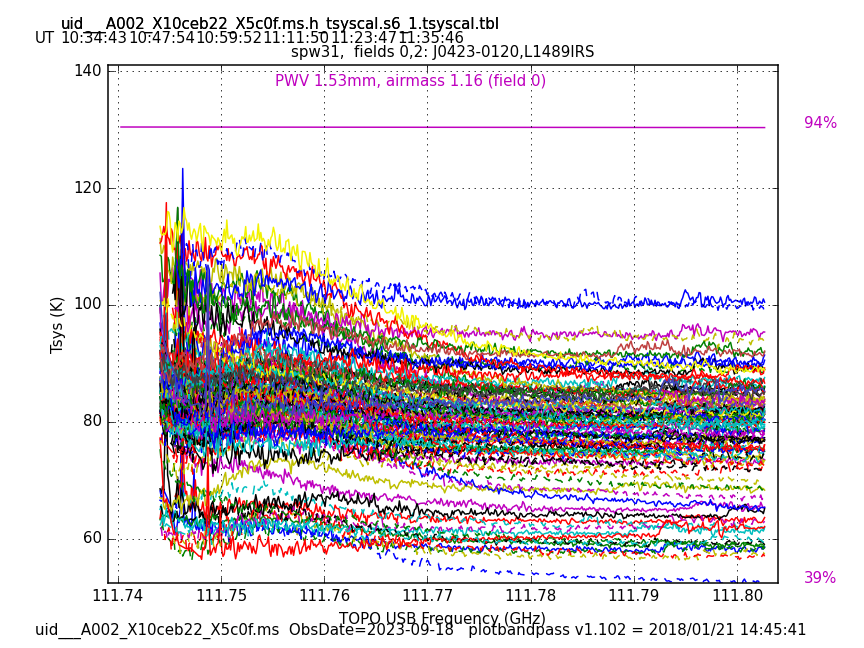 uid___A002_X10ceb22_X5c0f.ms.h_tsyscal.s6_1.tsyscal.tbl
UT 10:34:43 10:47:54 10:59:52 11:11:50 11:23:47 11:35:46
spw31, fields 0,2: J0423-0120,L1489IRS
PWV 1.53mm, airmass 1.16 (field 0)
140
120
100
80
60
Tsys (K)
94%
39%
111.74 111.75 111.76 111.77 111.78 111.79 111.80
TOPO USB Frequency (GHz)
uid___A002_X10ceb22_X5c0f.ms ObsDate=2023-09-18 plotbandpass v1.102 = 2018/01/21 14:45:41